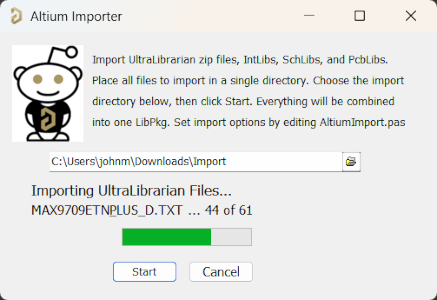 Altium Importer
Import UltraLibrarian zip files, IntLibs, SchLibs, and PcbLibs.
Place all files to import in a single directory. Choose the import
directory below, then click Start. Everything will be combined
into one LibPkg. Set import options by editing AltiumImport.pas
C:\Users\johnm\Downloads\Import
Importing UltraLibrarian Files...
MAX9709ETNPLUS_D.TXT ... 44 of 61
Start
Cancel